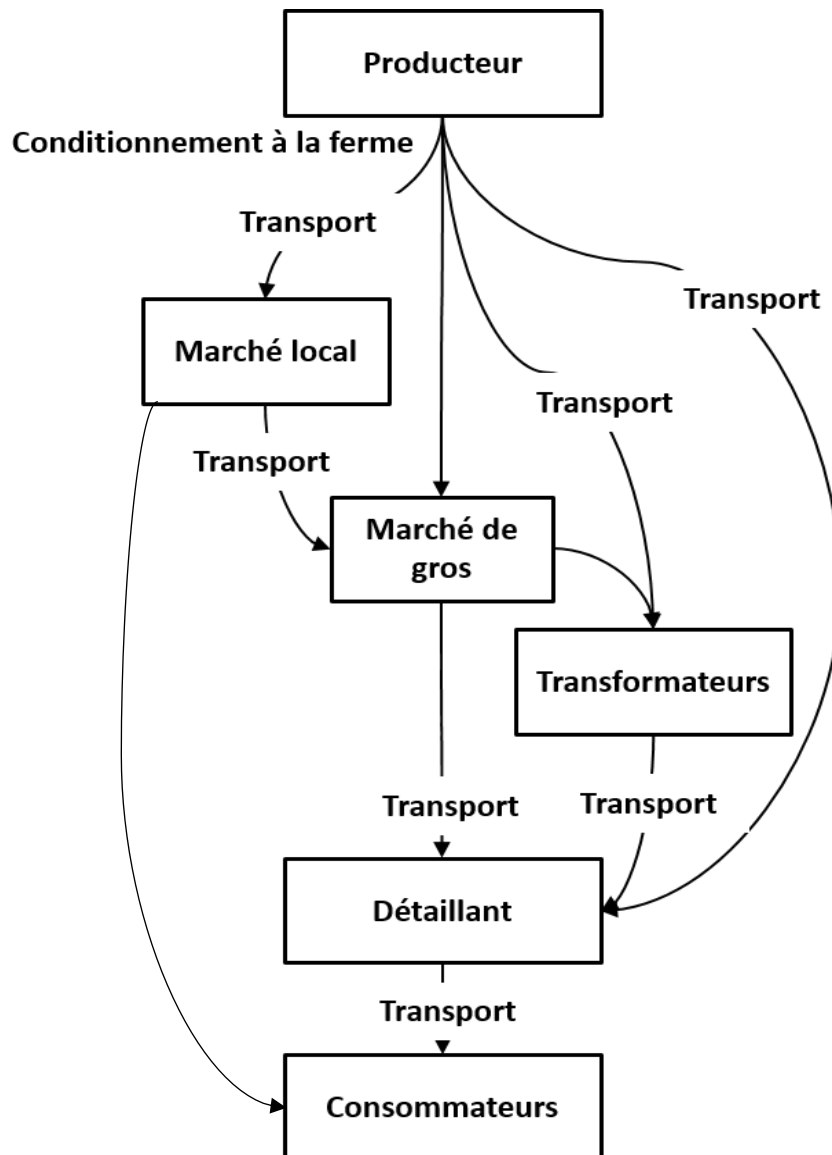 Producteur
Conditionnement à la ferme
Transport
Transport
Marché local
Transport
Transport
Marché de
gros
Transformateurs
Transport
Transport
Détaillant
Transport
Consommateurs